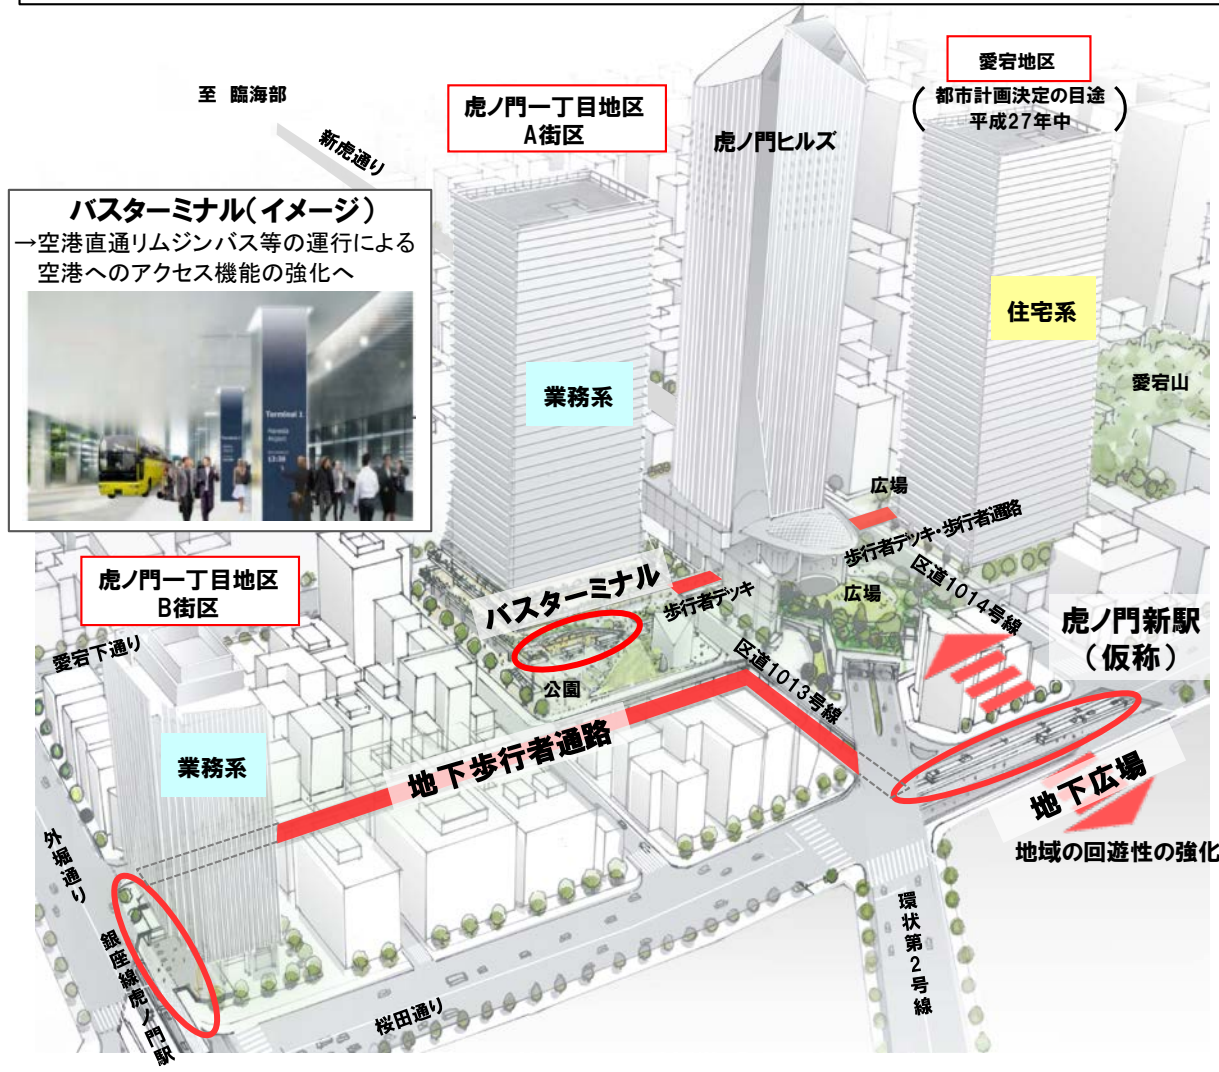 至 臨海部
新虎通り
虎ノ門一丁目地区
A街区
虎ノ門ヒルズ
愛宕地区
(都市計画決定の目途
平成27年中)
バスターミナル(イメージ)
→空港直通リムジンバス等の運行による
空港へのアクセス機能の強化へ
Terminal 1
13:30
業務系
住宅系
愛宕山
広場
歩行者デッキ・歩行者通路
区道1014号線
虎ノ門一丁目地区
B街区
バスターミナル
歩行者デッキ
広場
虎ノ門新駅
(仮称)
愛宕下通り
公園
区道1013号線
地下歩行者通路
業務系
地下広場
地域の回遊性の強化
外堀通り
銀座線虎ノ門駅
桜田通り
環状第2号線